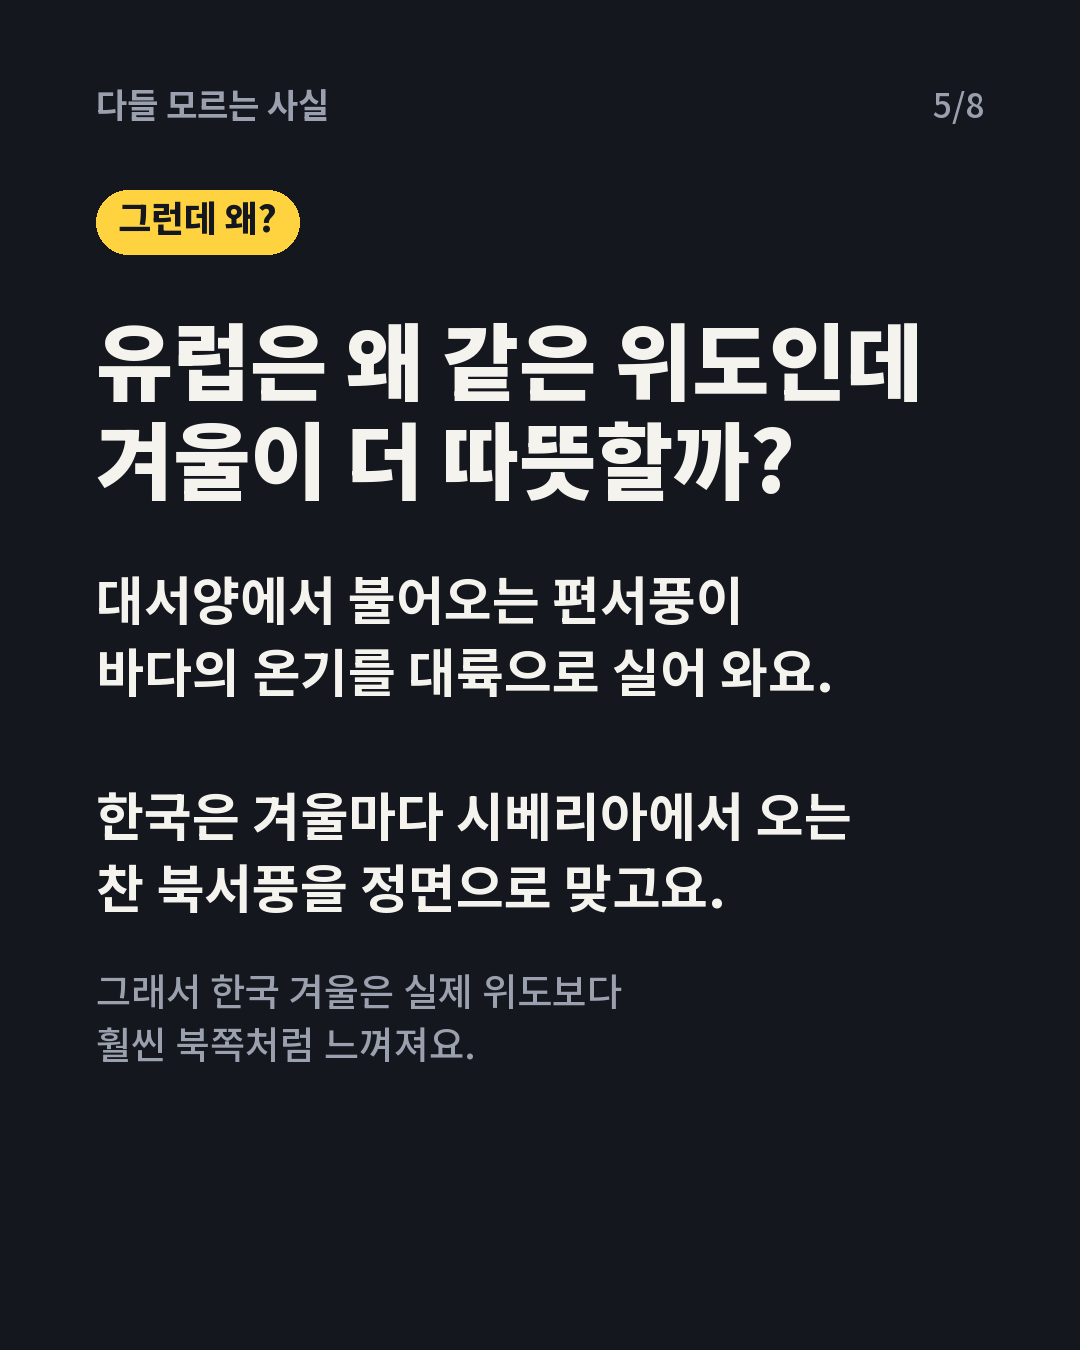 다들 모르는 사실
5/8
그런데 왜?
유럽은 왜 같은 위도인데
겨울이 더 따뜻할까?
대서양에서 불어오는 편서풍이
바다의 온기를 대륙으로 실어 와요.
한국은 겨울마다 시베리아에서 오는
찬 북서풍을 정면으로 맞고요.
그래서 한국 겨울은 실제 위도보다
훨씬 북쪽처럼 느껴져요.